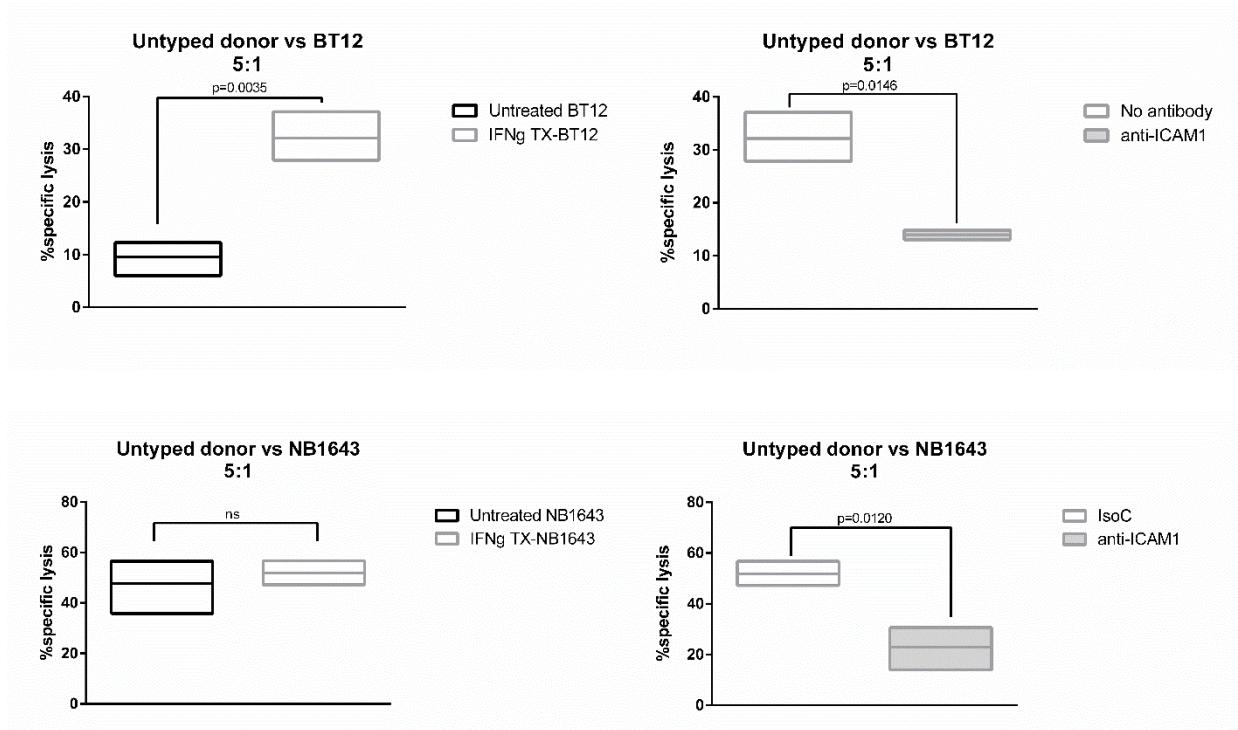 Untyped donor vs BT12
5:1
p=0.0035
40
30
20
10
0
%specific lysis
Untreated BT12
IFNg TX-BT12
Untyped donor vs BT12
5:1
p=0.0146
40
30
20
10
0
%specific lysis
No antibody
anti-ICAM1
Untyped donor vs NB1643
5:1
ns
80
60
40
20
0
%specific lysis
Untreated NB1643
IFNg TX-NB1643
Untyped donor vs NB1643
5:1
p=0.0120
80
60
40
20
0
%specific lysis
IsoC
anti-ICAM1